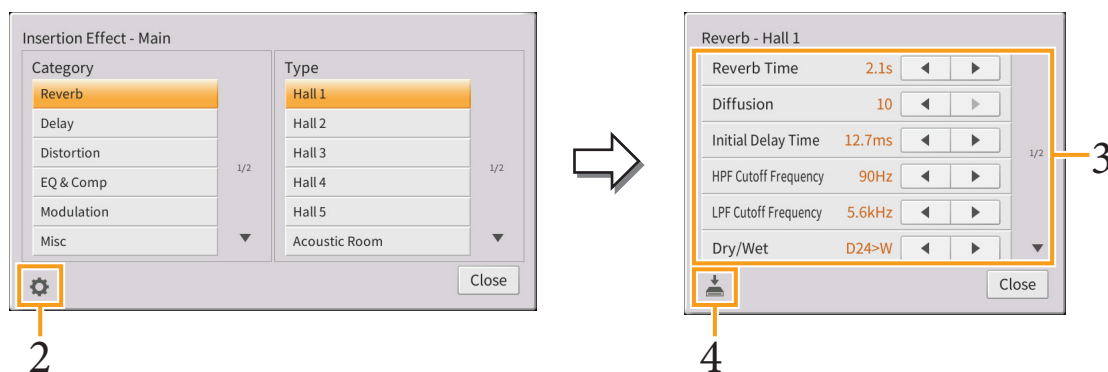 Insertion Effect - Main
Category
Reverb
Delay
Distortion
EQ & Comp
Modulation
Misc
1/2
Type
Hall 1
Hall 2
Hall 3
Hall 4
Hall 5
Acoustic Room
1/2
Close
2
Reverb - Hall 1
Reverb Time 2.1s
Diffusion 10
Initial Delay Time 12.7ms
HPF Cutoff Frequency 90Hz
LPF Cutoff Frequency 5.6kHz
Dry/Wet D24>W
1/2
3
Close
4